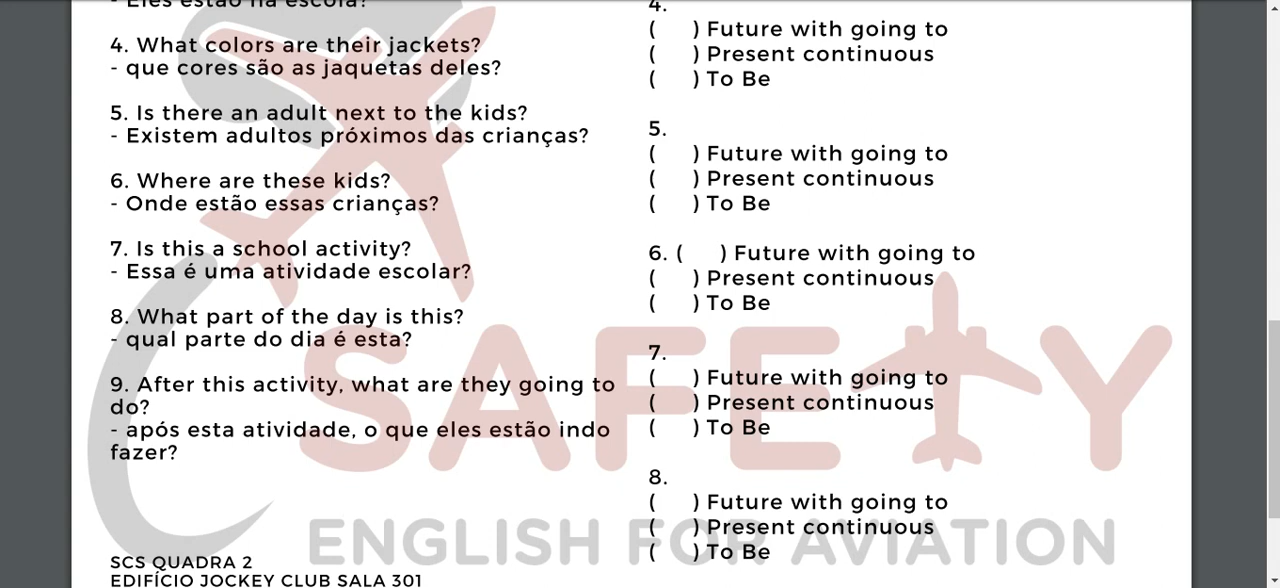 - Eles estão na escola?
4. What colors are their jackets?
- que cores são as jaquetas deles?
5. Is there an adult next to the kids?
- Existem adultos próximos das crianças?
6. Where are these kids?
- Onde estão essas crianças?
7. Is this a school activity?
- Essa é uma atividade escolar?
8. What part of the day is this?
- qual parte do dia é esta?
9. After this activity, what are they going to
do?
- após esta atividade, o que eles estão indo
fazer?
SCS QUADRA 2
EDIFÍCIO JOCKEY CLUB SALA 301
4.
(    ) Future with going to
(    ) Present continuous
(    ) To Be
5.
(    ) Future with going to
(    ) Present continuous
(    ) To Be
6. (    ) Future with going to
(    ) Present continuous
(    ) To Be
7.
(    ) Future with going to
(    ) Present continuous
(    ) To Be
8.
(    ) Future with going to
(    ) Present continuous
(    ) To Be
SAFETY
ENGLISH FOR AVIATION